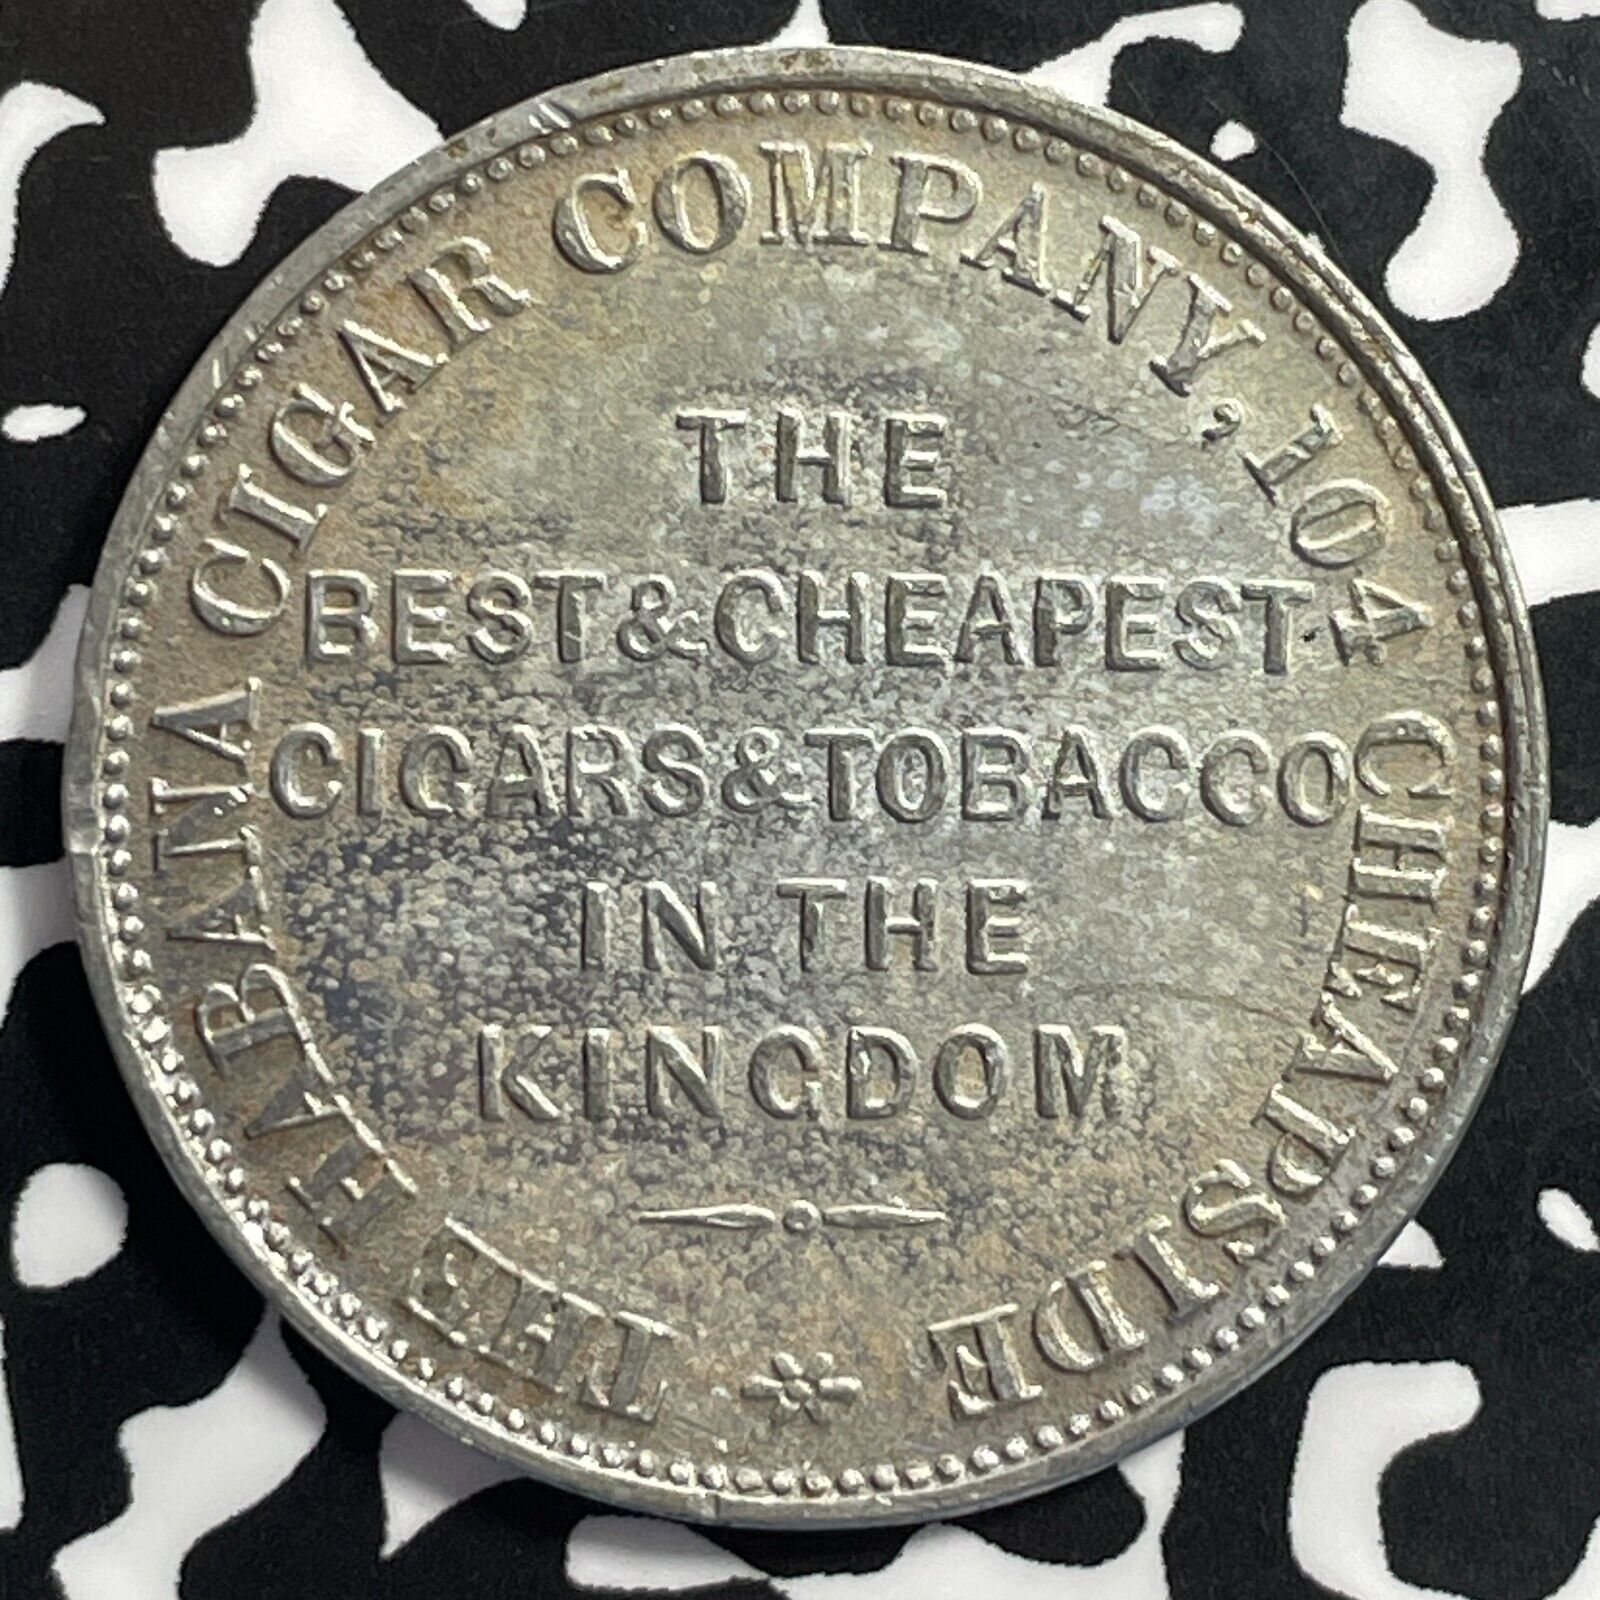 THE HABANA CIGAR COMPANY, 104 CHEAPSIDE
THE
BEST & CHEAPEST
CIGARS & TOBACCO
IN THE
KINGDOM